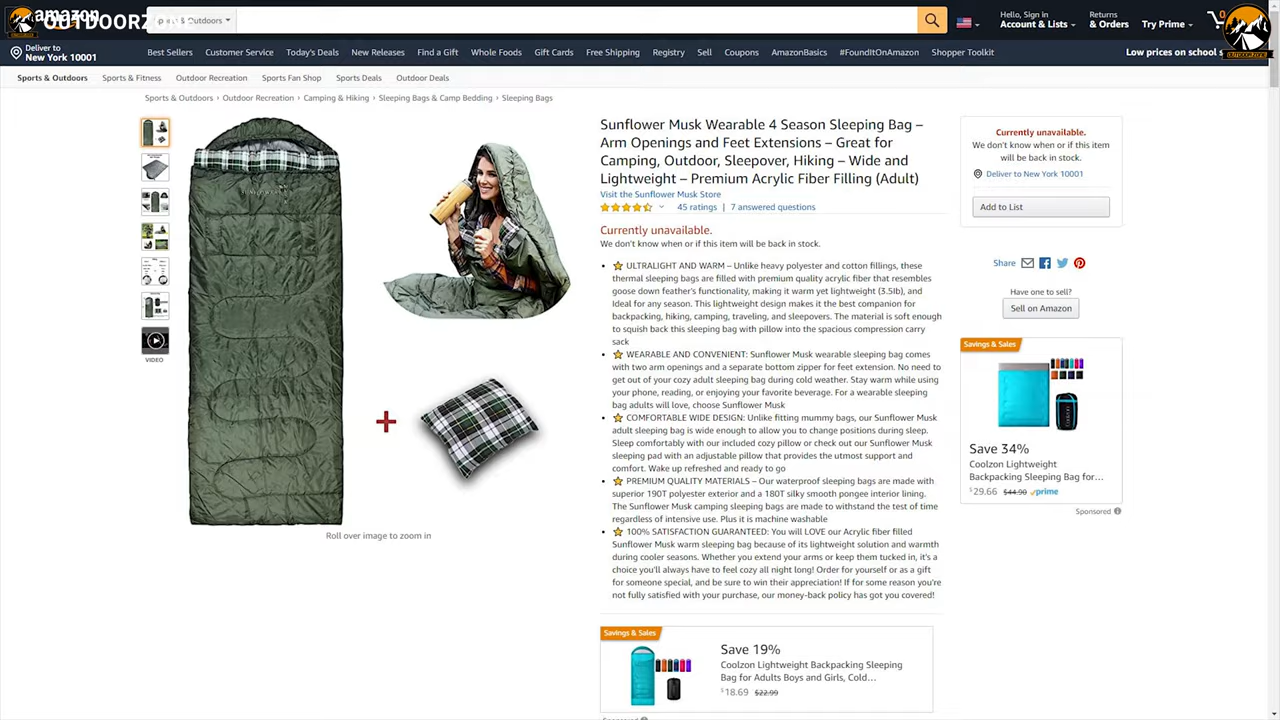 amazon
OUTDOORZONE
Sports & Outdoors
Deliver to
New York 10001
Hello, Sign in
Account & Lists
Returns
& Orders
Try Prime
0
OUTDOORZONE
Best Sellers Customer Service Today's Deals New Releases Find a Gift Whole Foods Gift Cards Free Shipping Registry Sell Coupons AmazonBasics #FoundItOnAmazon Shopper Toolkit Low prices on school
Sports & Outdoors Sports & Fitness Outdoor Recreation Sports Fan Shop Sports Deals Outdoor Deals
Sports & Outdoors › Outdoor Recreation › Camping & Hiking › Sleeping Bags & Camp Bedding › Sleeping Bags
VIDEO
SUNFLOWER
Roll over image to zoom in
Sunflower Musk Wearable 4 Season Sleeping Bag –
Arm Openings and Feet Extensions – Great for
Camping, Outdoor, Sleepover, Hiking – Wide and
Lightweight – Premium Acrylic Fiber Filling (Adult)
Visit the Sunflower Musk Store
45 ratings | 7 answered questions
Currently unavailable.
We don't know when or if this item will be back in stock.
• ⭐ ULTRALIGHT AND WARM – Unlike heavy polyester and cotton fillings, these
thermal sleeping bags are filled with premium quality acrylic fiber that resembles
goose down feather's functionality, making it warm yet lightweight (3.5lb), and
Ideal for any season. This lightweight design makes it the best companion for
backpacking, hiking, camping, traveling, and sleepovers. The material is soft enough
to squish back this sleeping bag with pillow into the spacious compression carry
sack
• ⭐ WEARABLE AND CONVENIENT: Sunflower Musk wearable sleeping bag comes
with two arm openings and a separate bottom zipper for feet extension. No need to
get out of your cozy adult sleeping bag during cold weather. Stay warm while using
your phone, reading, or enjoying your favorite beverage. For a wearable sleeping
bag adults will love, choose Sunflower Musk
• ⭐ COMFORTABLE WIDE DESIGN: Unlike fitting mummy bags, our Sunflower Musk
adult sleeping bag is wide enough to allow you to change positions during sleep.
Sleep comfortably with our included cozy pillow or check out our Sunflower Musk
sleeping pad with an adjustable pillow that provides the utmost support and
comfort. Wake up refreshed and ready to go
• ⭐ PREMIUM QUALITY MATERIALS – Our waterproof sleeping bags are made with
superior 190T polyester exterior and a 180T silky smooth pongee interior lining.
The Sunflower Musk camping sleeping bags are made to withstand the test of time
regardless of intensive use. Plus it is machine washable
• ⭐ 100% SATISFACTION GUARANTEED: You will LOVE our Acrylic fiber filled
Sunflower Musk warm sleeping bag because of its lightweight solution and warmth
during cooler seasons. Whether you extend your arms or keep them tucked in, it's a
choice you'll always have to feel cozy all night long! Order for yourself or as a gift
for someone special, and be sure to win their appreciation! If for some reason you're
not fully satisfied with your purchase, our money-back policy has got you covered!
Savings & Sales
Save 19%
Coolzon Lightweight Backpacking Sleeping
Bag for Adults Boys and Girls, Cold…
$18.69 $22.99
Sponsored
Currently unavailable.
We don't know when or if this item
will be back in stock.
Deliver to New York 10001
Add to List
Share
Have one to sell?
Sell on Amazon
Savings & Sales
COOLZON
Save 34%
Coolzon Lightweight
Backpacking Sleeping Bag for…
$29.66 $44.90 prime
Sponsored